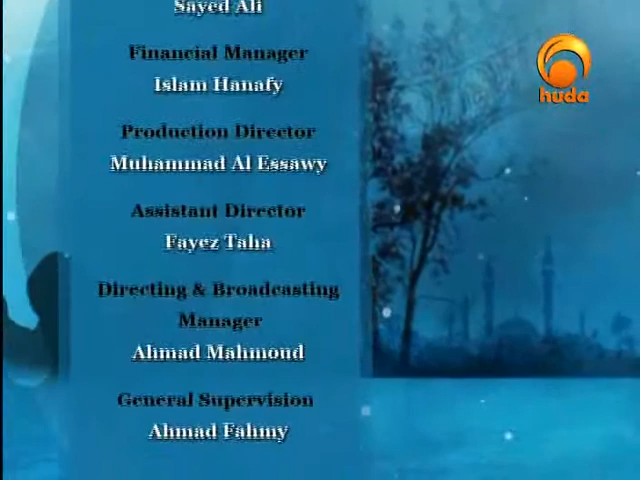 Sayed Ali
Financial Manager
Islam Hanafy
Production Director
Muhammad Al Essawy
Assistant Director
Fayez Taha
Directing & Broadcasting
Manager
Ahmad Mahmoud
General Supervision
Ahmad Fahmy
huda